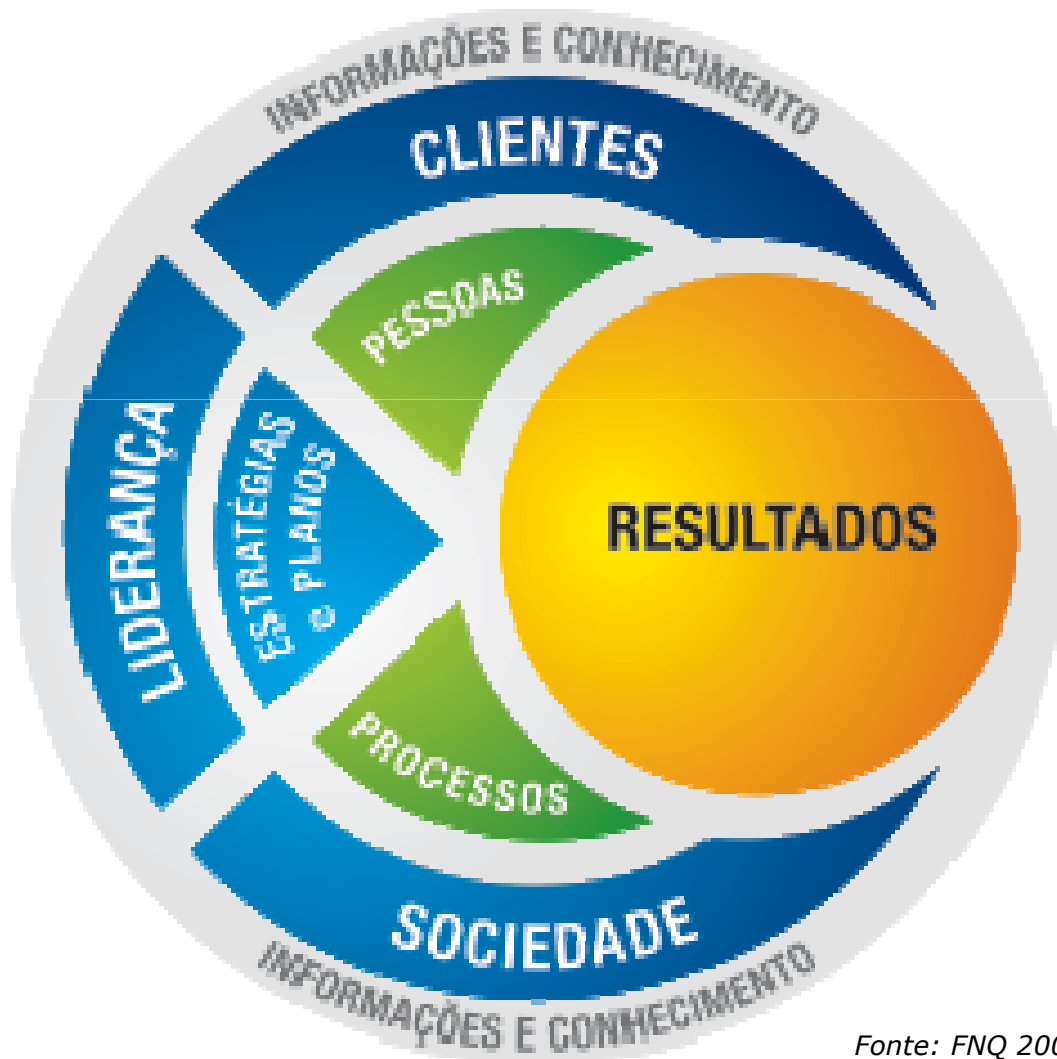 INFORMAÇÕES E CONHECIMENTO
CLIENTES
PESSOAS
LIDERANÇA
ESTRATÉGIAS
e PLANOS
RESULTADOS
PROCESSOS
SOCIEDADE
INFORMAÇÕES E CONHECIMENTO
Fonte: FNQ